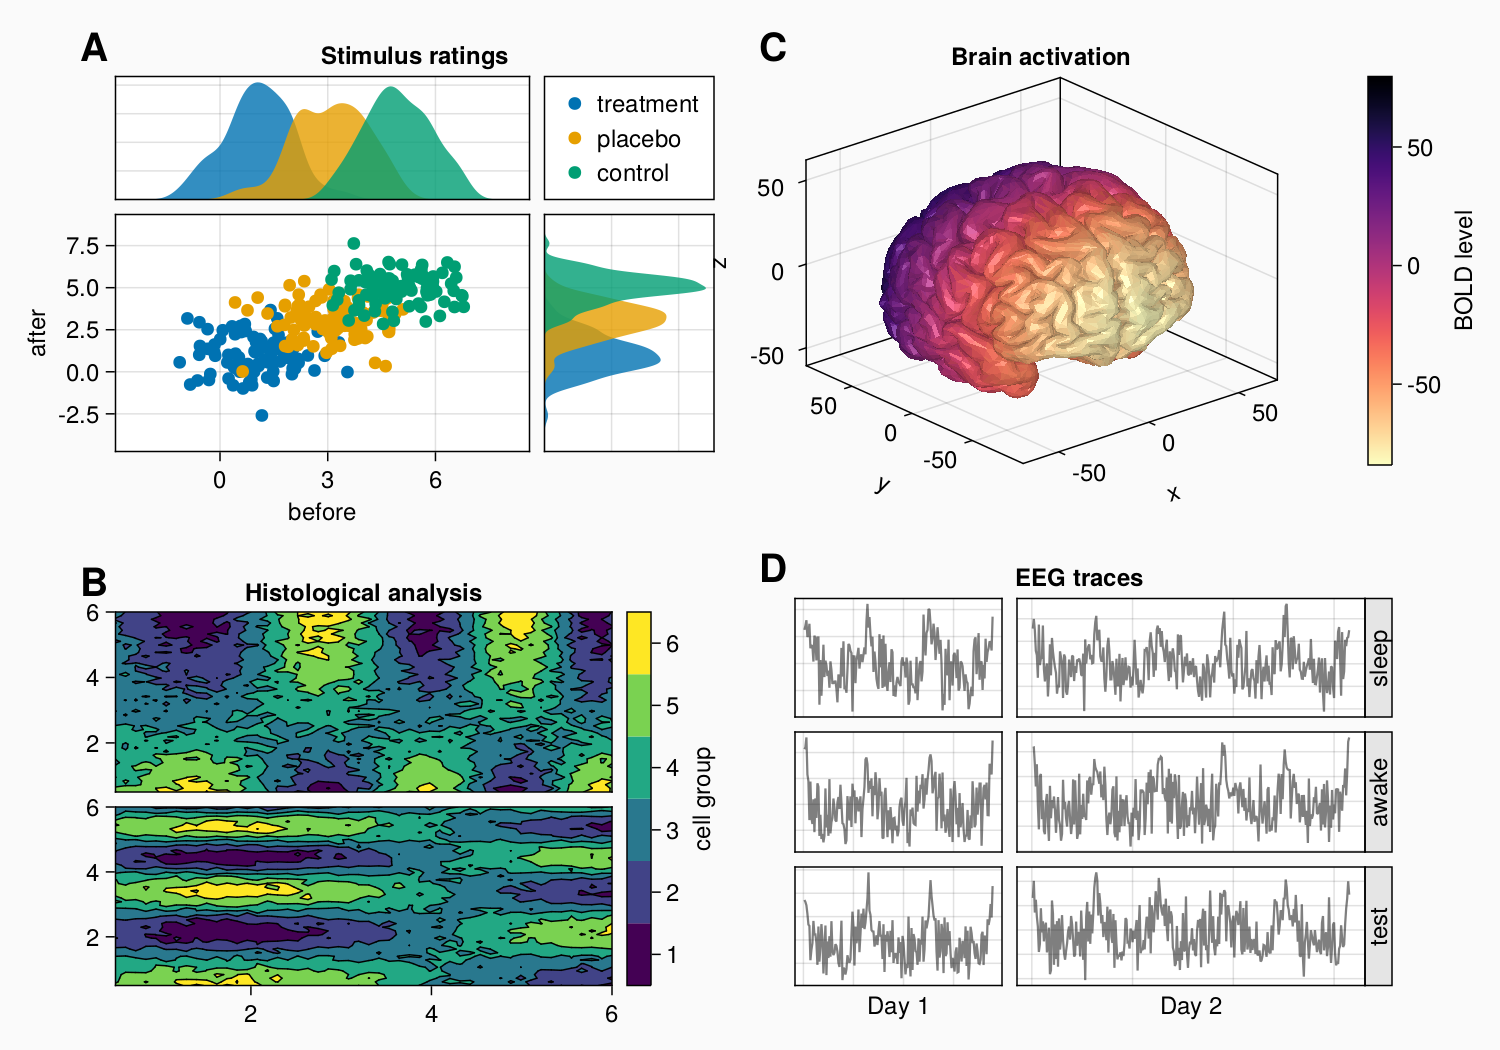 A
Stimulus ratings
treatment
placebo
control
7.5
5.0
2.5
0.0
-2.5
after
0 3 6
before
B
Histological analysis
6
4
2
6
4
2
2 4 6
6
5
4
3
2
1
cell group
C
Brain activation
50
0
-50
z
50
0
-50
y
-50
0
50
x
50
0
-50
BOLD level
D
EEG traces
sleep
awake
test
Day 1 Day 2